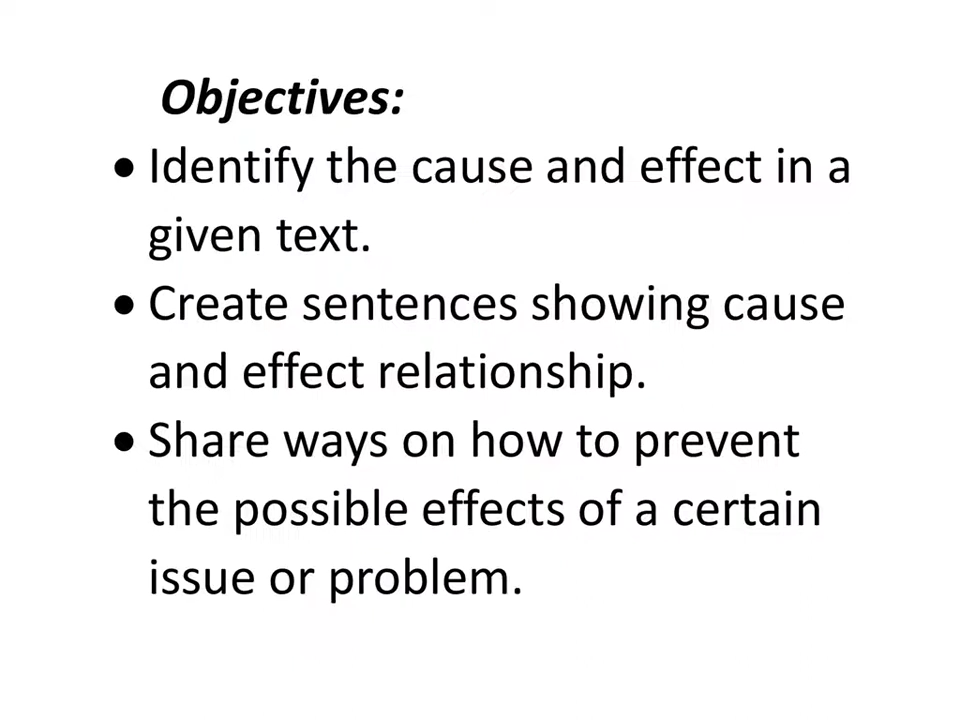 Objectives:
• Identify the cause and effect in a
given text.
• Create sentences showing cause
and effect relationship.
• Share ways on how to prevent
the possible effects of a certain
issue or problem.